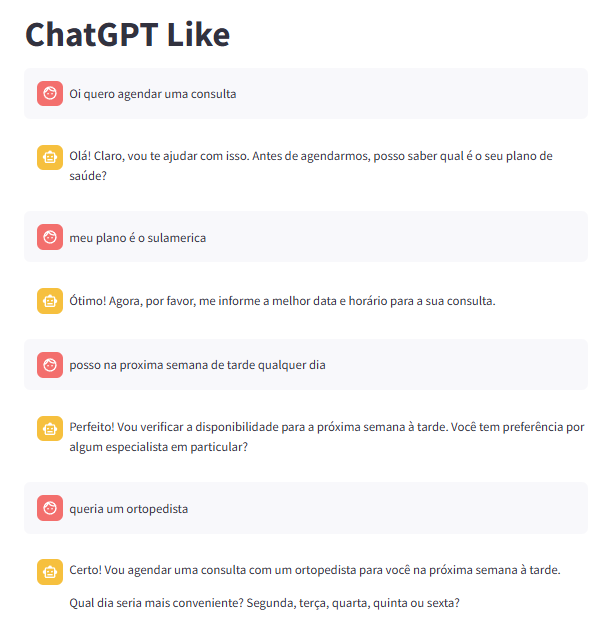 ChatGPT Like
Oi quero agendar uma consulta
Olá! Claro, vou te ajudar com isso. Antes de agendarmos, posso saber qual é o seu plano de
saúde?
meu plano é o sulamerica
Ótimo! Agora, por favor, me informe a melhor data e horário para a sua consulta.
posso na proxima semana de tarde qualquer dia
Perfeito! Vou verificar a disponibilidade para a próxima semana à tarde. Você tem preferência por
algum especialista em particular?
queria um ortopedista
Certo! Vou agendar uma consulta com um ortopedista para você na próxima semana à tarde.
Qual dia seria mais conveniente? Segunda, terça, quarta, quinta ou sexta?